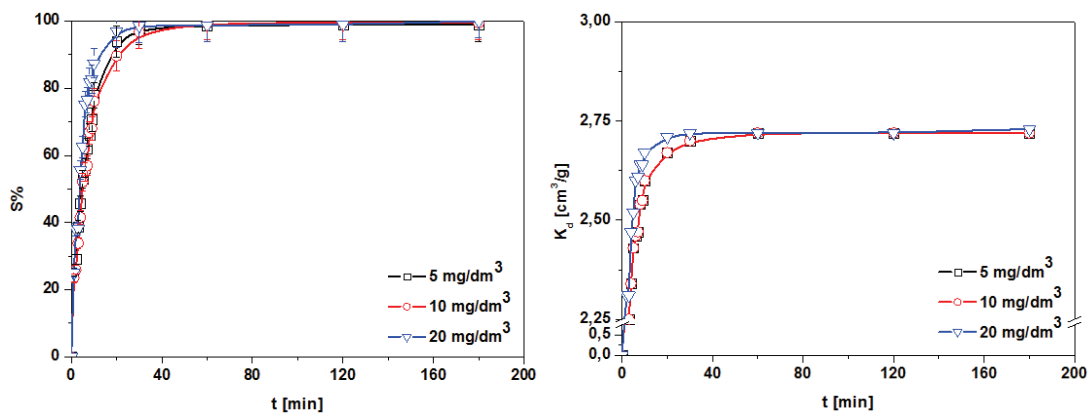 100
80
60
40
20
0
S%
0 40 80 120 160 200
t [min]
5 mg/dm³
10 mg/dm³
20 mg/dm³
3,00
2,75
2,50
2,25
0,5
0,0
K_d [cm³/g]
0 40 80 120 160 200
t [min]
5 mg/dm³
10 mg/dm³
20 mg/dm³